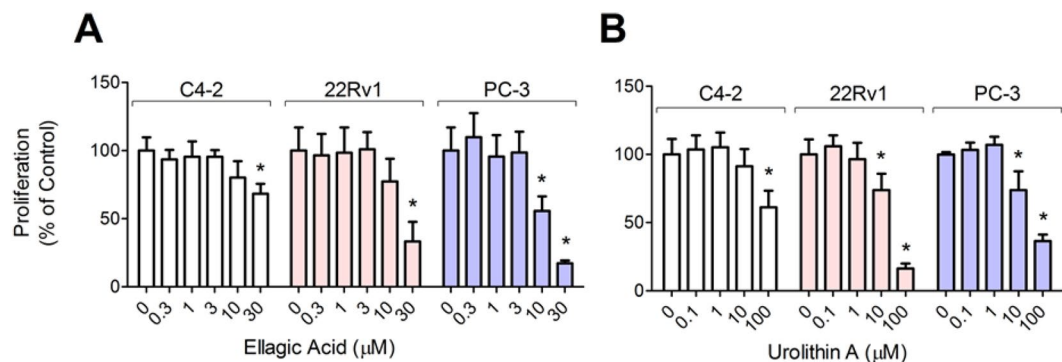 A
B
C4-2 22Rv1 PC-3
C4-2 22Rv1 PC-3
Proliferation
(% of Control)
150
100
50
0
150
100
50
0
0 0.3 1 3 10 30 0 0.3 1 3 10 30 0 0.3 1 3 10 30
0 0.1 1 10 100 0 0.1 1 10 100 0 0.1 1 10 100
* * * *
* * * * *
Ellagic Acid (μM)
Urolithin A (μM)